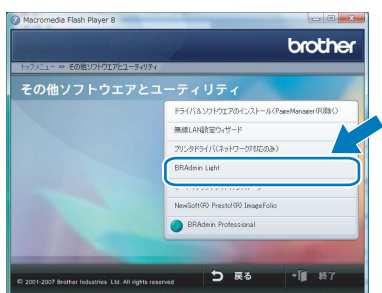 Macromedia Flash Player 8
brother
トップメニュー ⇒ その他ソフトウエアとユーティリティ
その他ソフトウエアとユーティリティ
ドライバ&ソフトウエアのインストール(PageManager(R)除く)
無線LAN設定ウィザード
プリンタドライバ(ネットワーク対応のみ)
BRAdmin Light
NewSoft(R) Presto!(R) ImageFolio
BRAdmin Professional
© 2001-2007 Brother Industries Ltd. All rights reserved
戻る
終了